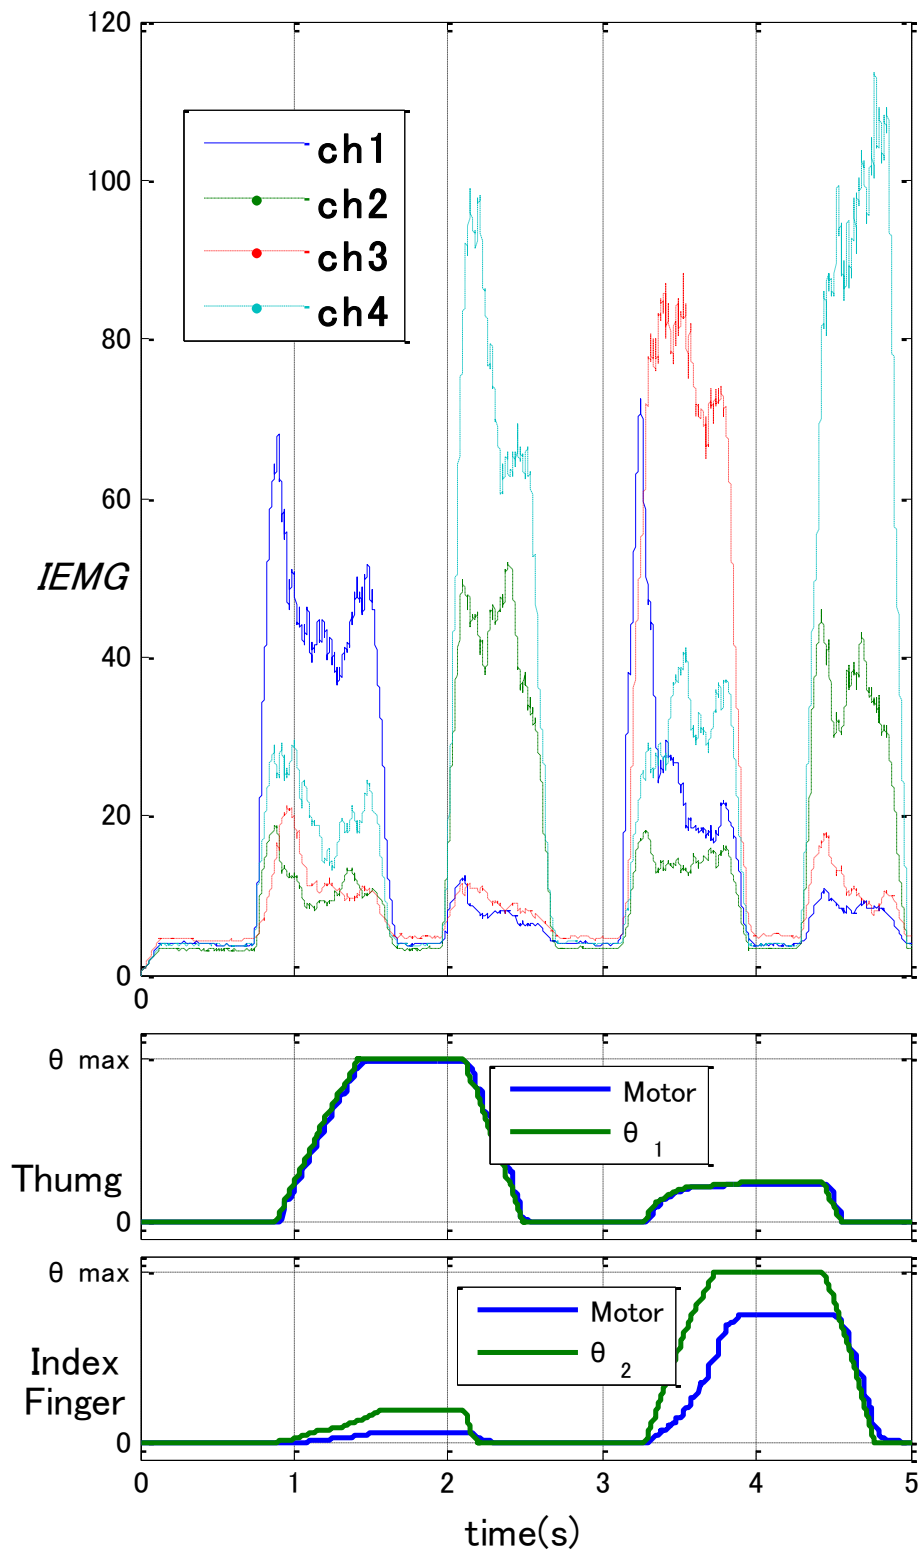 120
100
80
60
40
20
0
IEMG
ch1
ch2
ch3
ch4
0
θ max
Thumg
0
Motor
θ 1
θ max
Index
Finger
0
Motor
θ 2
0 1 2 3 4 5
time(s)